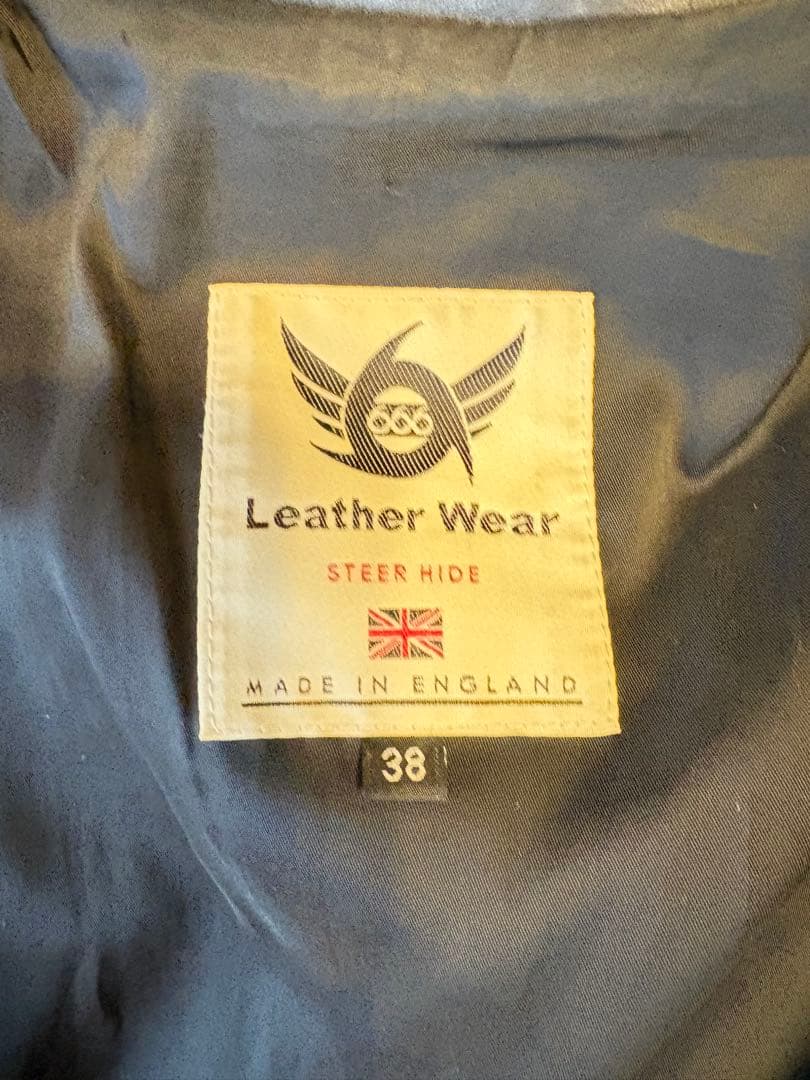 666
Leather Wear
STEER HIDE
MADE IN ENGLAND
38